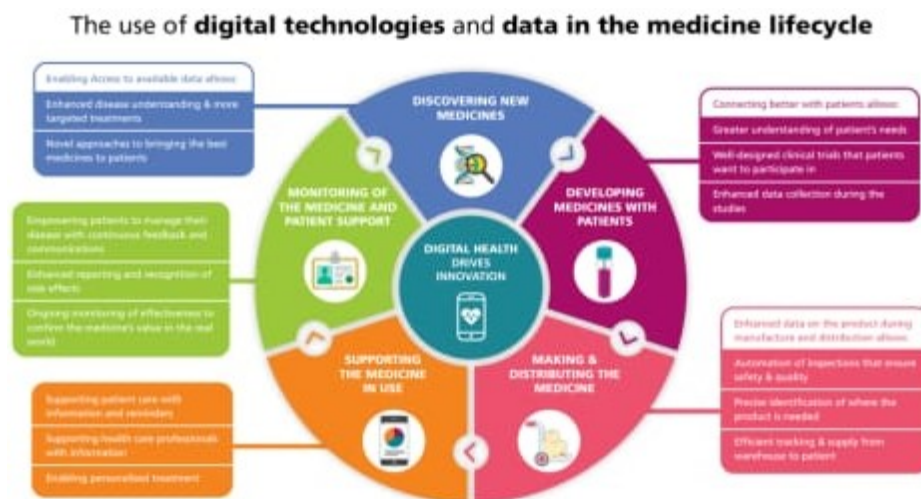 The use of digital technologies and data in the medicine lifecycle
Enabling Access to available data allows:
Enhanced disease understanding & more
targeted treatments
Novel approaches to bringing the best
medicines to patients
DISCOVERING NEW
MEDICINES
Connecting better with patients allows:
Greater understanding of patient's needs
Well-designed clinical trials that patients
want to participate in
Enhanced data collection during the
studies
DEVELOPING
MEDICINES WITH
PATIENTS
MONITORING OF
THE MEDICINE AND
PATIENT SUPPORT
Empowering patients to manage their
disease with continuous feedback and
communications
Enhanced reporting and recognition of
side effects
Ongoing monitoring of effectiveness to
confirm the medicine's value in the real
world
DIGITAL HEALTH
DRIVES
INNOVATION
Enhanced data on the product during
manufacture and distribution allows:
Automation of inspections that ensure
safety & quality
Precise identification of where the
product is needed
Efficient tracking & supply from
warehouse to patient
MAKING &
DISTRIBUTING THE
MEDICINE
SUPPORTING
THE MEDICINE
IN USE
Supporting patient care with
information and reminders
Supporting health care professionals
with information
Enabling personalised treatment